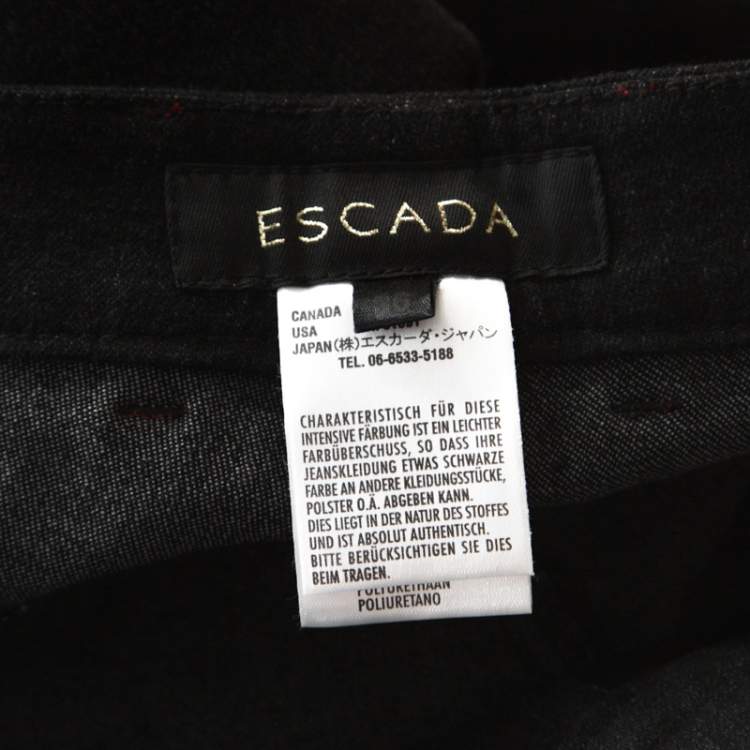 ESCADA
36
CANADA
USA
JAPAN (株)エスカーダ・ジャパン
TEL. 06-6533-5188
CHARAKTERISTISCH FÜR DIESE
INTENSIVE FÄRBUNG IST EIN LEICHTER
FARBÜBERSCHUSS, SO DASS IHRE
JEANSKLEIDUNG ETWAS SCHWARZE
FARBE AN ANDERE KLEIDUNGSSTÜCKE,
POLSTER O.Ä. ABGEBEN KANN.
DIES LIEGT IN DER NATUR DES STOFFES
UND IST ABSOLUT AUTHENTISCH.
BITTE BERÜCKSICHTIGEN SIE DIES
BEIM TRAGEN.
POLYURETHAAN
POLIURETANO